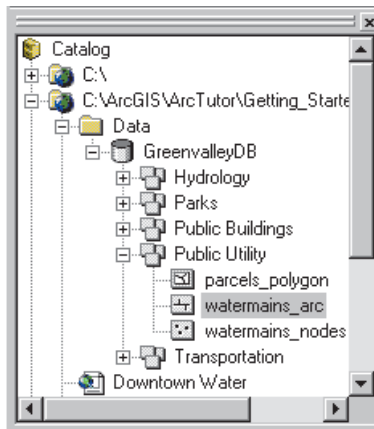 Catalog
C:\
C:\ArcGIS\ArcTutor\Getting_Starte
Data
GreenvalleyDB
Hydrology
Parks
Public Buildings
Public Utility
parcels_polygon
watermains_arc
watermains_nodes
Transportation
Downtown Water